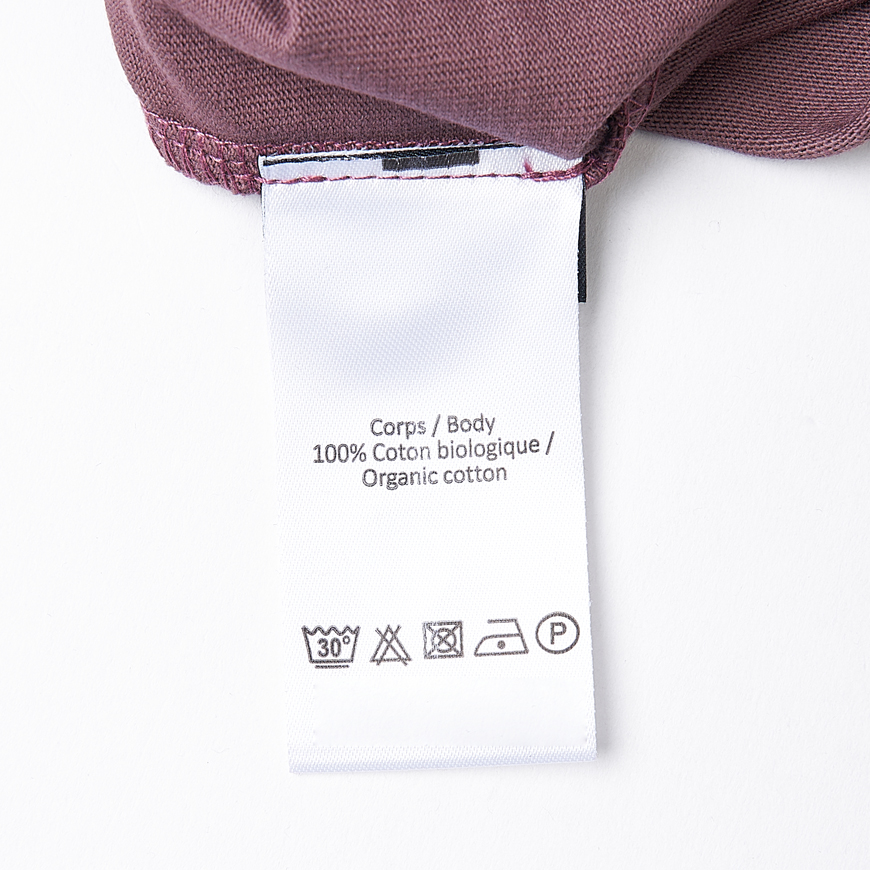 Corps / Body
100% Coton biologique /
Organic cotton
30° P